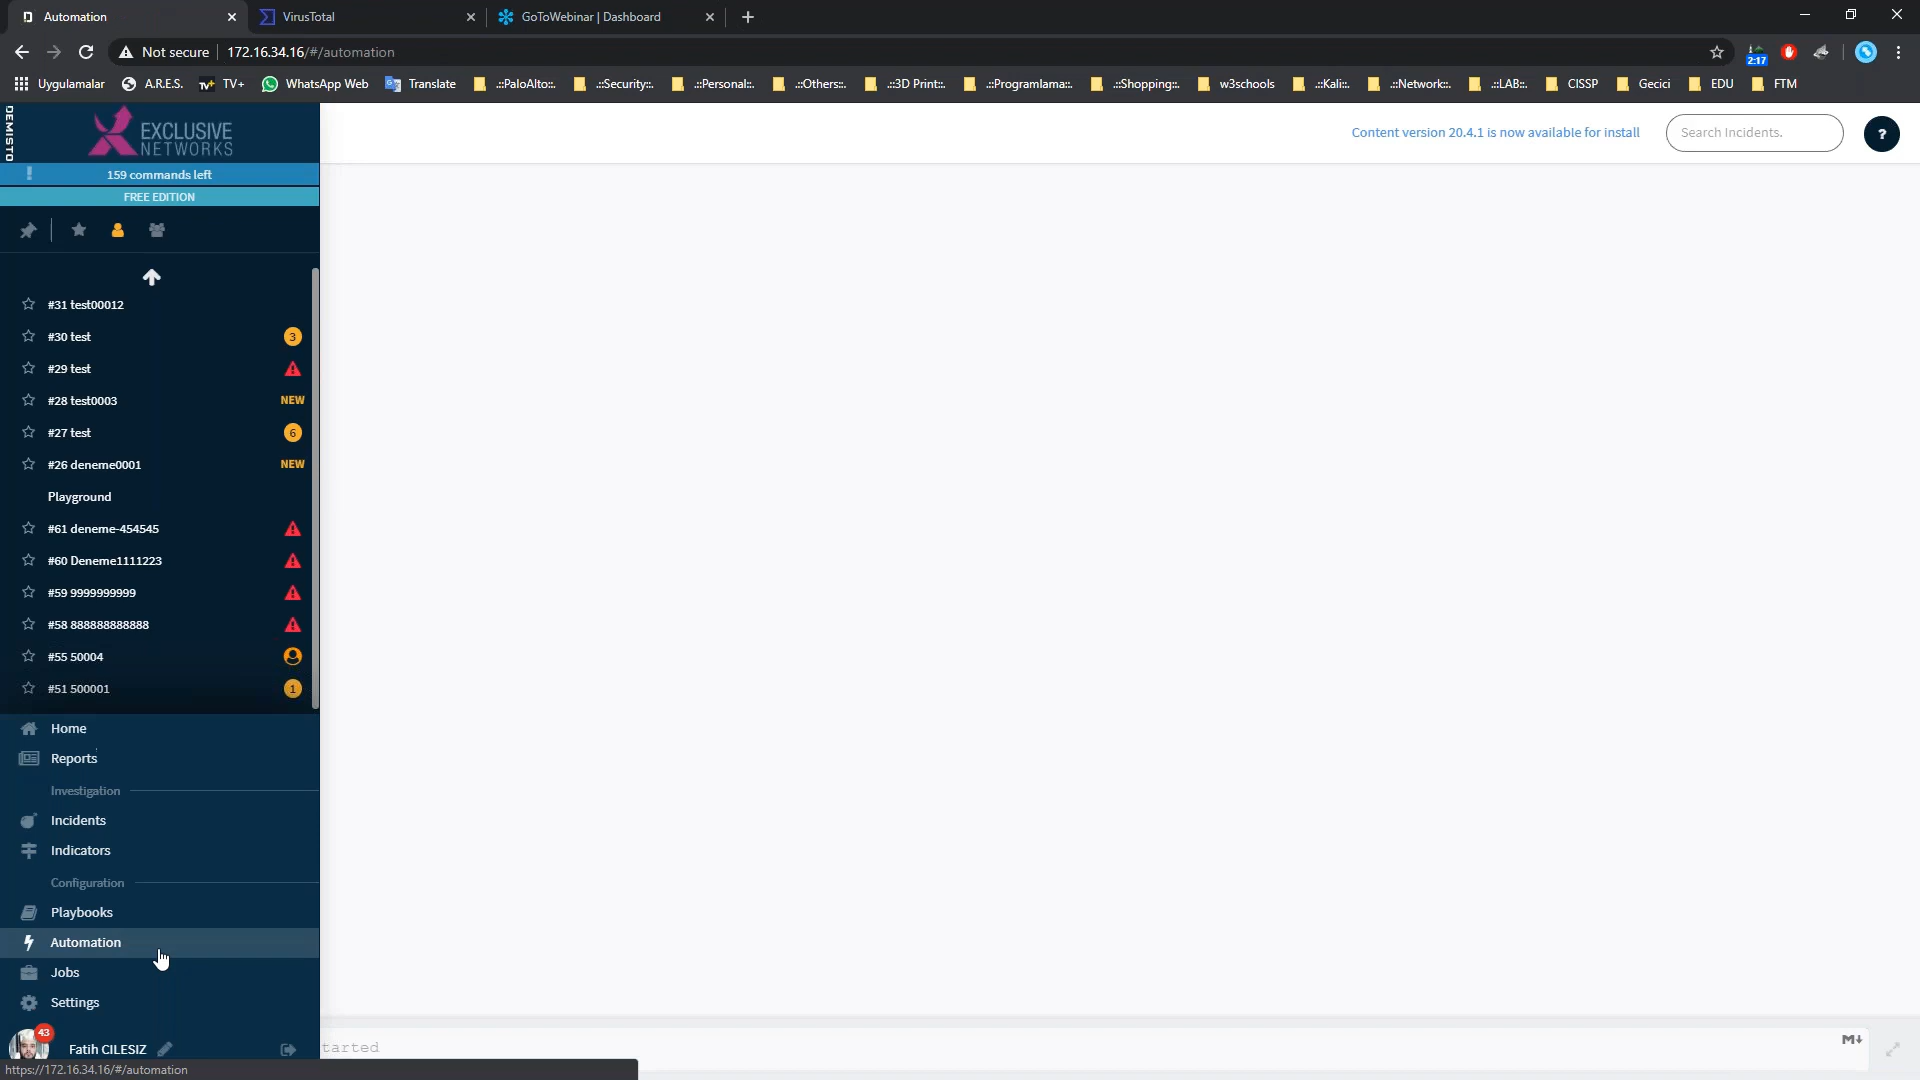 Automation
VirusTotal
GoToWebinar | Dashboard
Not secure
172.16.34.16/#/automation
2:17
Uygulamalar
A.R.E.S.
TV+
WhatsApp Web
Translate
.::PaloAlto::.
.::Security::.
.::Personal::.
.::Others::.
.::3D Print::.
.::Programlama::.
.::Shopping::.
w3schools
.::Kali::.
.::Network::.
.::LAB::.
CISSP
Gecici
EDU
FTM
DEMISTO
EXCLUSIVE
NETWORKS
Content version 20.4.1 is now available for install
Search Incidents.
?
! 159 commands left
FREE EDITION
#31 test00012
#30 test 3
#29 test
#28 test0003 NEW
#27 test 6
#26 deneme0001 NEW
Playground
#61 deneme-454545
#60 Deneme1111223
#59 9999999999
#58 888888888888
#55 50004
#51 500001 1
Home
Reports
Investigation
Incidents
Indicators
Configuration
Playbooks
Automation
Jobs
Settings
43
Fatih CILESIZ
tarted
M↓
https://172.16.34.16/#/automation